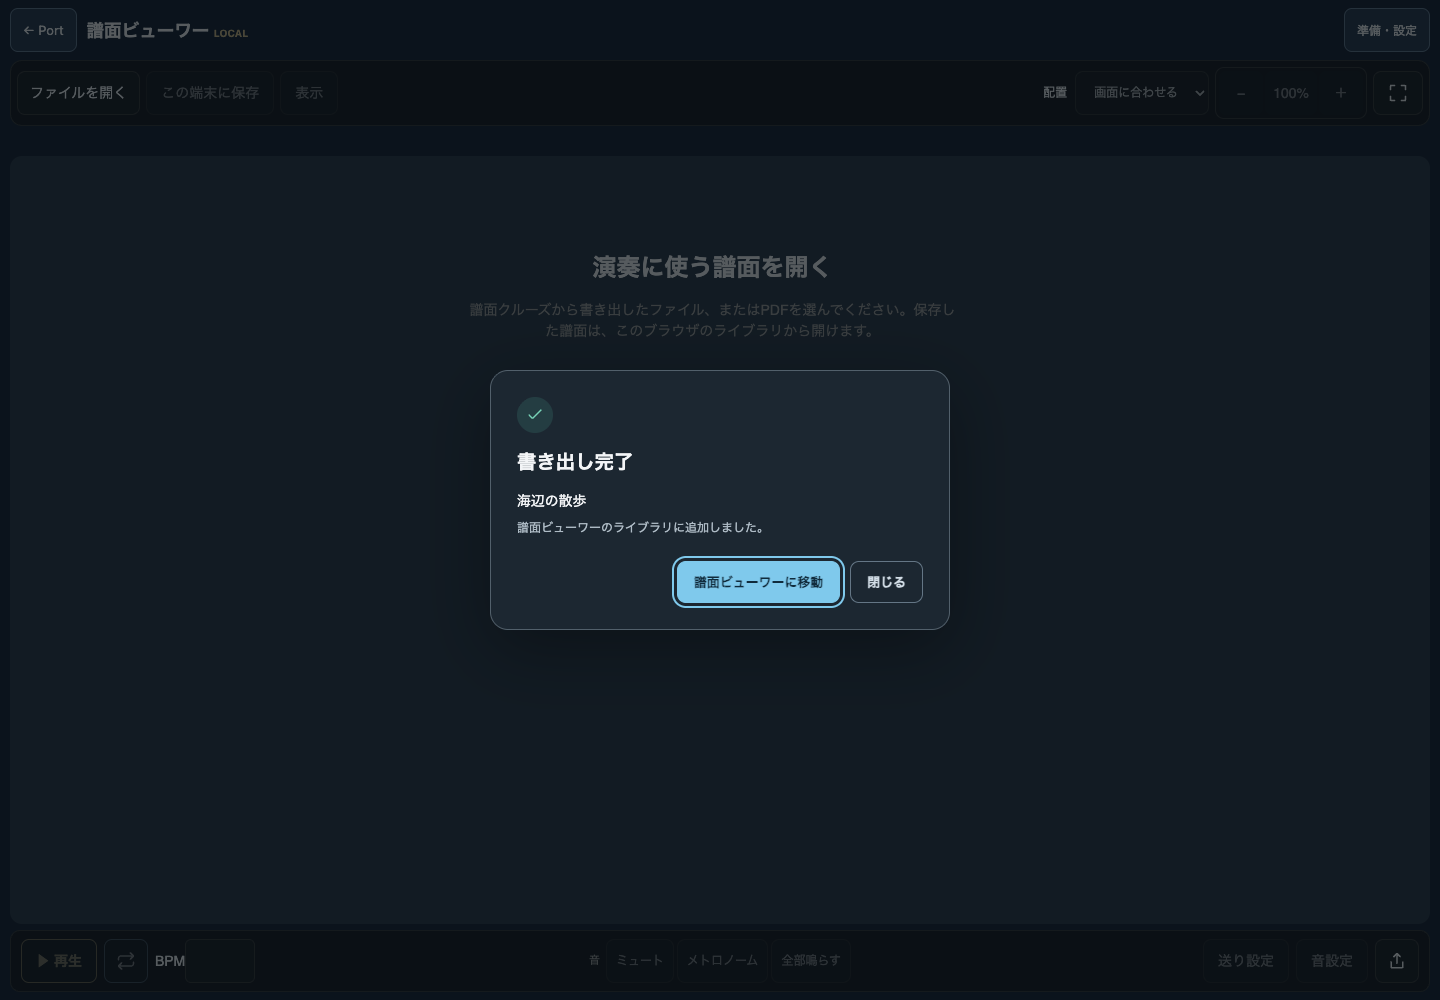 ← Port
譜面ビューワー LOCAL
準備・設定
ファイルを開く
この端末に保存
表示
配置
画面に合わせる
− 100% +
演奏に使う譜面を開く
譜面クルーズから書き出したファイル、またはPDFを選んでください。保存し
た譜面は、このブラウザのライブラリから開けます。
書き出し完了
海辺の散歩
譜面ビューワーのライブラリに追加しました。
譜面ビューワーに移動
閉じる
▶ 再生
BPM
音
ミュート
メトロノーム
全部鳴らす
送り設定
音設定